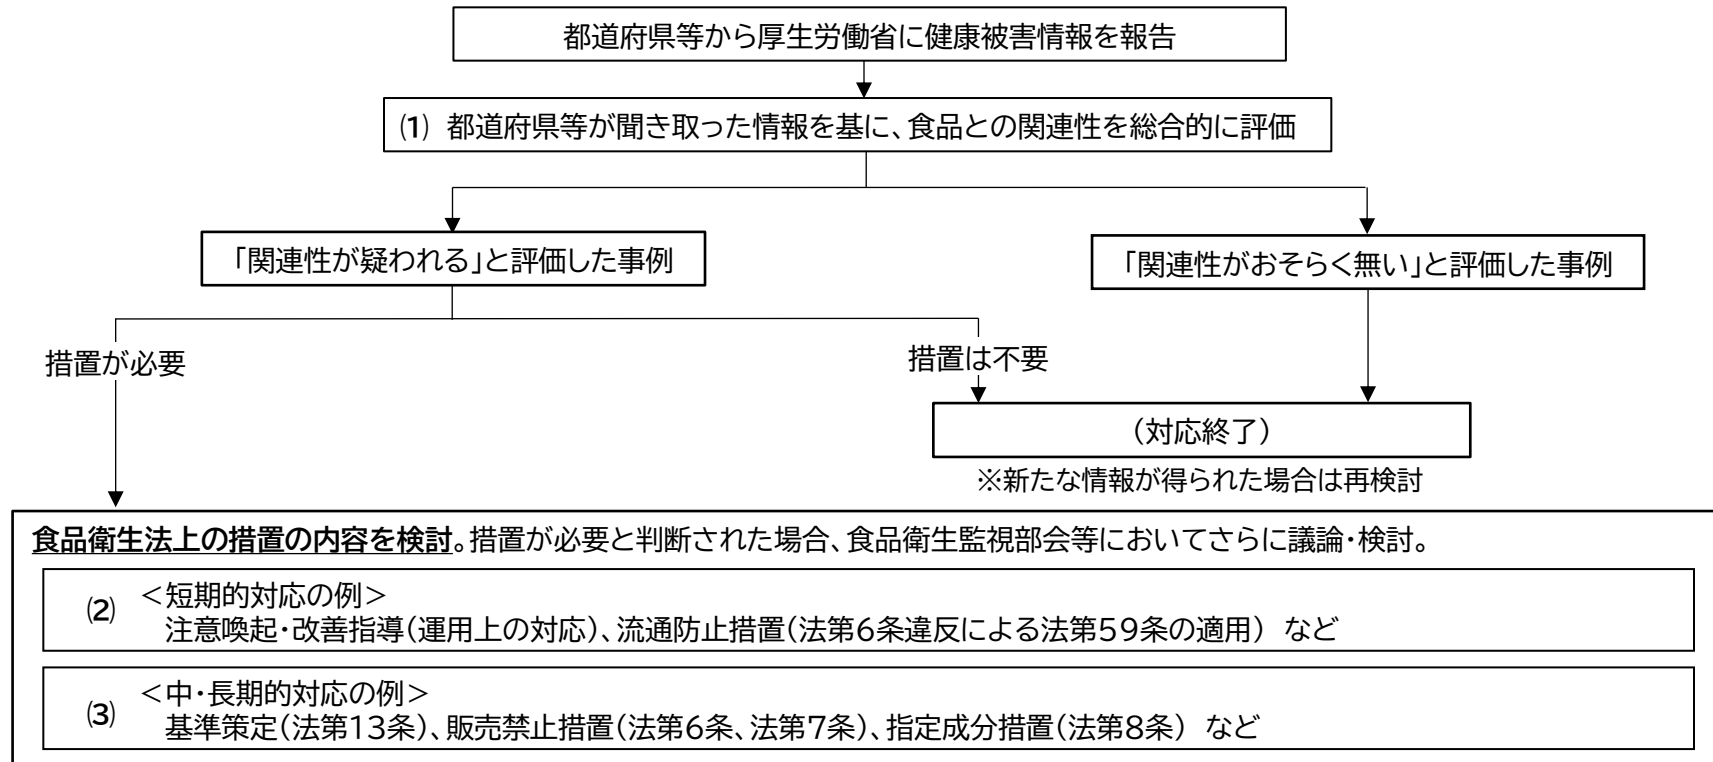 都道府県等から厚生労働省に健康被害情報を報告
⑴ 都道府県等が聞き取った情報を基に、食品との関連性を総合的に評価
「関連性が疑われる」と評価した事例
「関連性がおそらく無い」と評価した事例
措置が必要
措置は不要
（対応終了）
※新たな情報が得られた場合は再検討
食品衛生法上の措置の内容を検討。措置が必要と判断された場合、食品衛生監視部会等においてさらに議論・検討。
⑵ ＜短期的対応の例＞
注意喚起・改善指導（運用上の対応）、流通防止措置（法第6条違反による法第59条の適用） など
⑶ ＜中・長期的対応の例＞
基準策定（法第13条）、販売禁止措置（法第6条、法第7条）、指定成分措置（法第8条） など